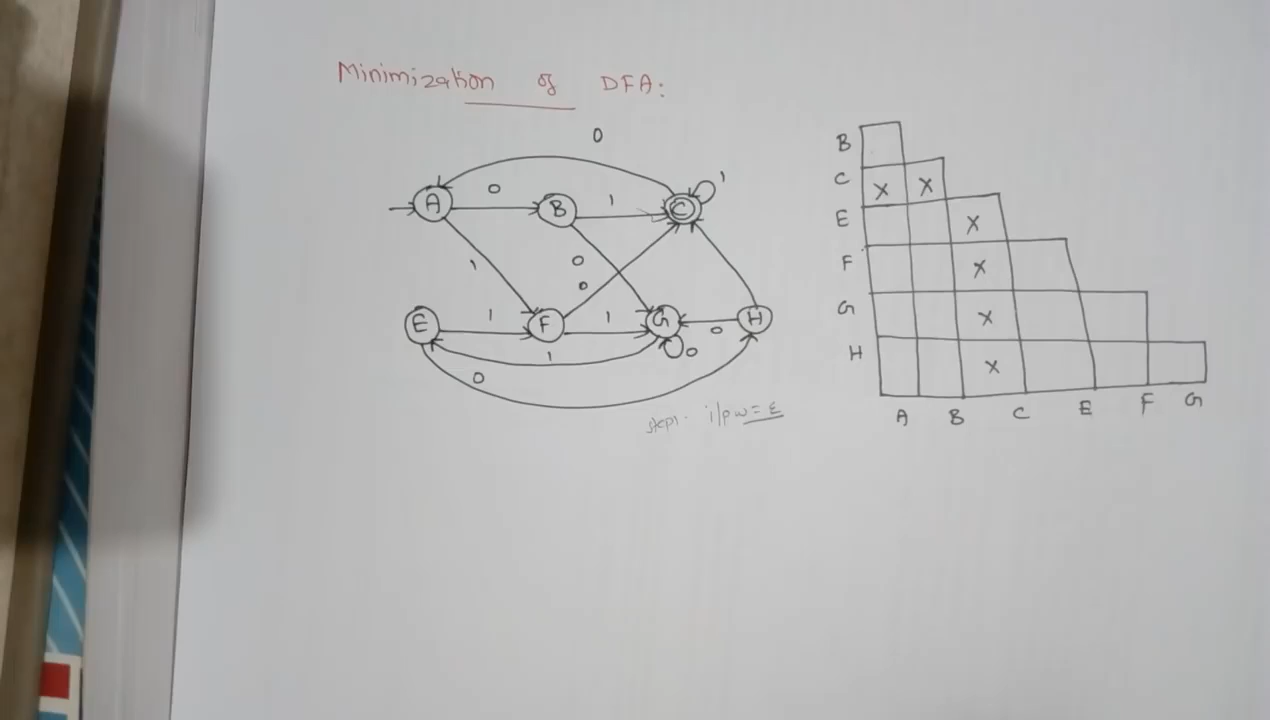 Minimization of DFA:
0
A 0 B 1 C 1
1 0 0
E 1 F 1 G 0 H
1 0
0
step1. i/p w = ε
B
C X X
E X
F X
G X
H X
A B C E F G